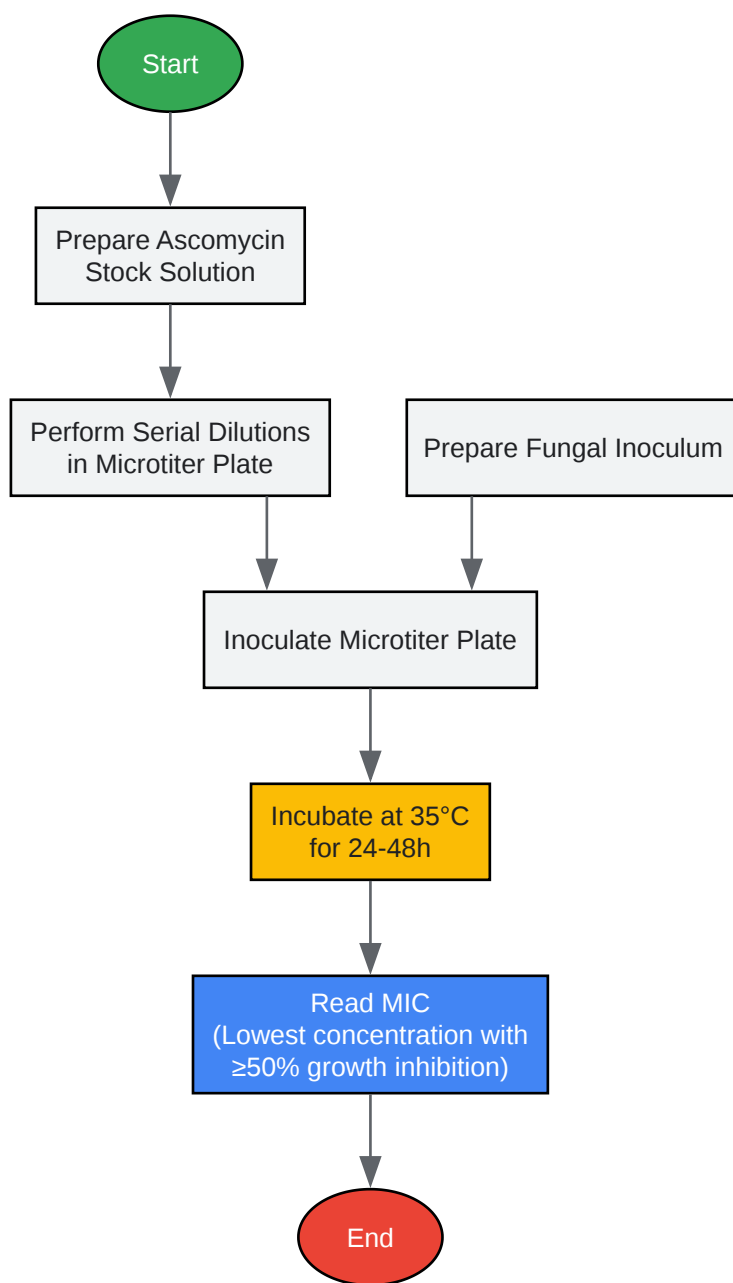 Start
Prepare Ascomycin
Stock Solution
Perform Serial Dilutions
in Microtiter Plate
Prepare Fungal Inoculum
Inoculate Microtiter Plate
Incubate at 35°C
for 24-48h
Read MIC
(Lowest concentration with
≥50% growth inhibition)
End